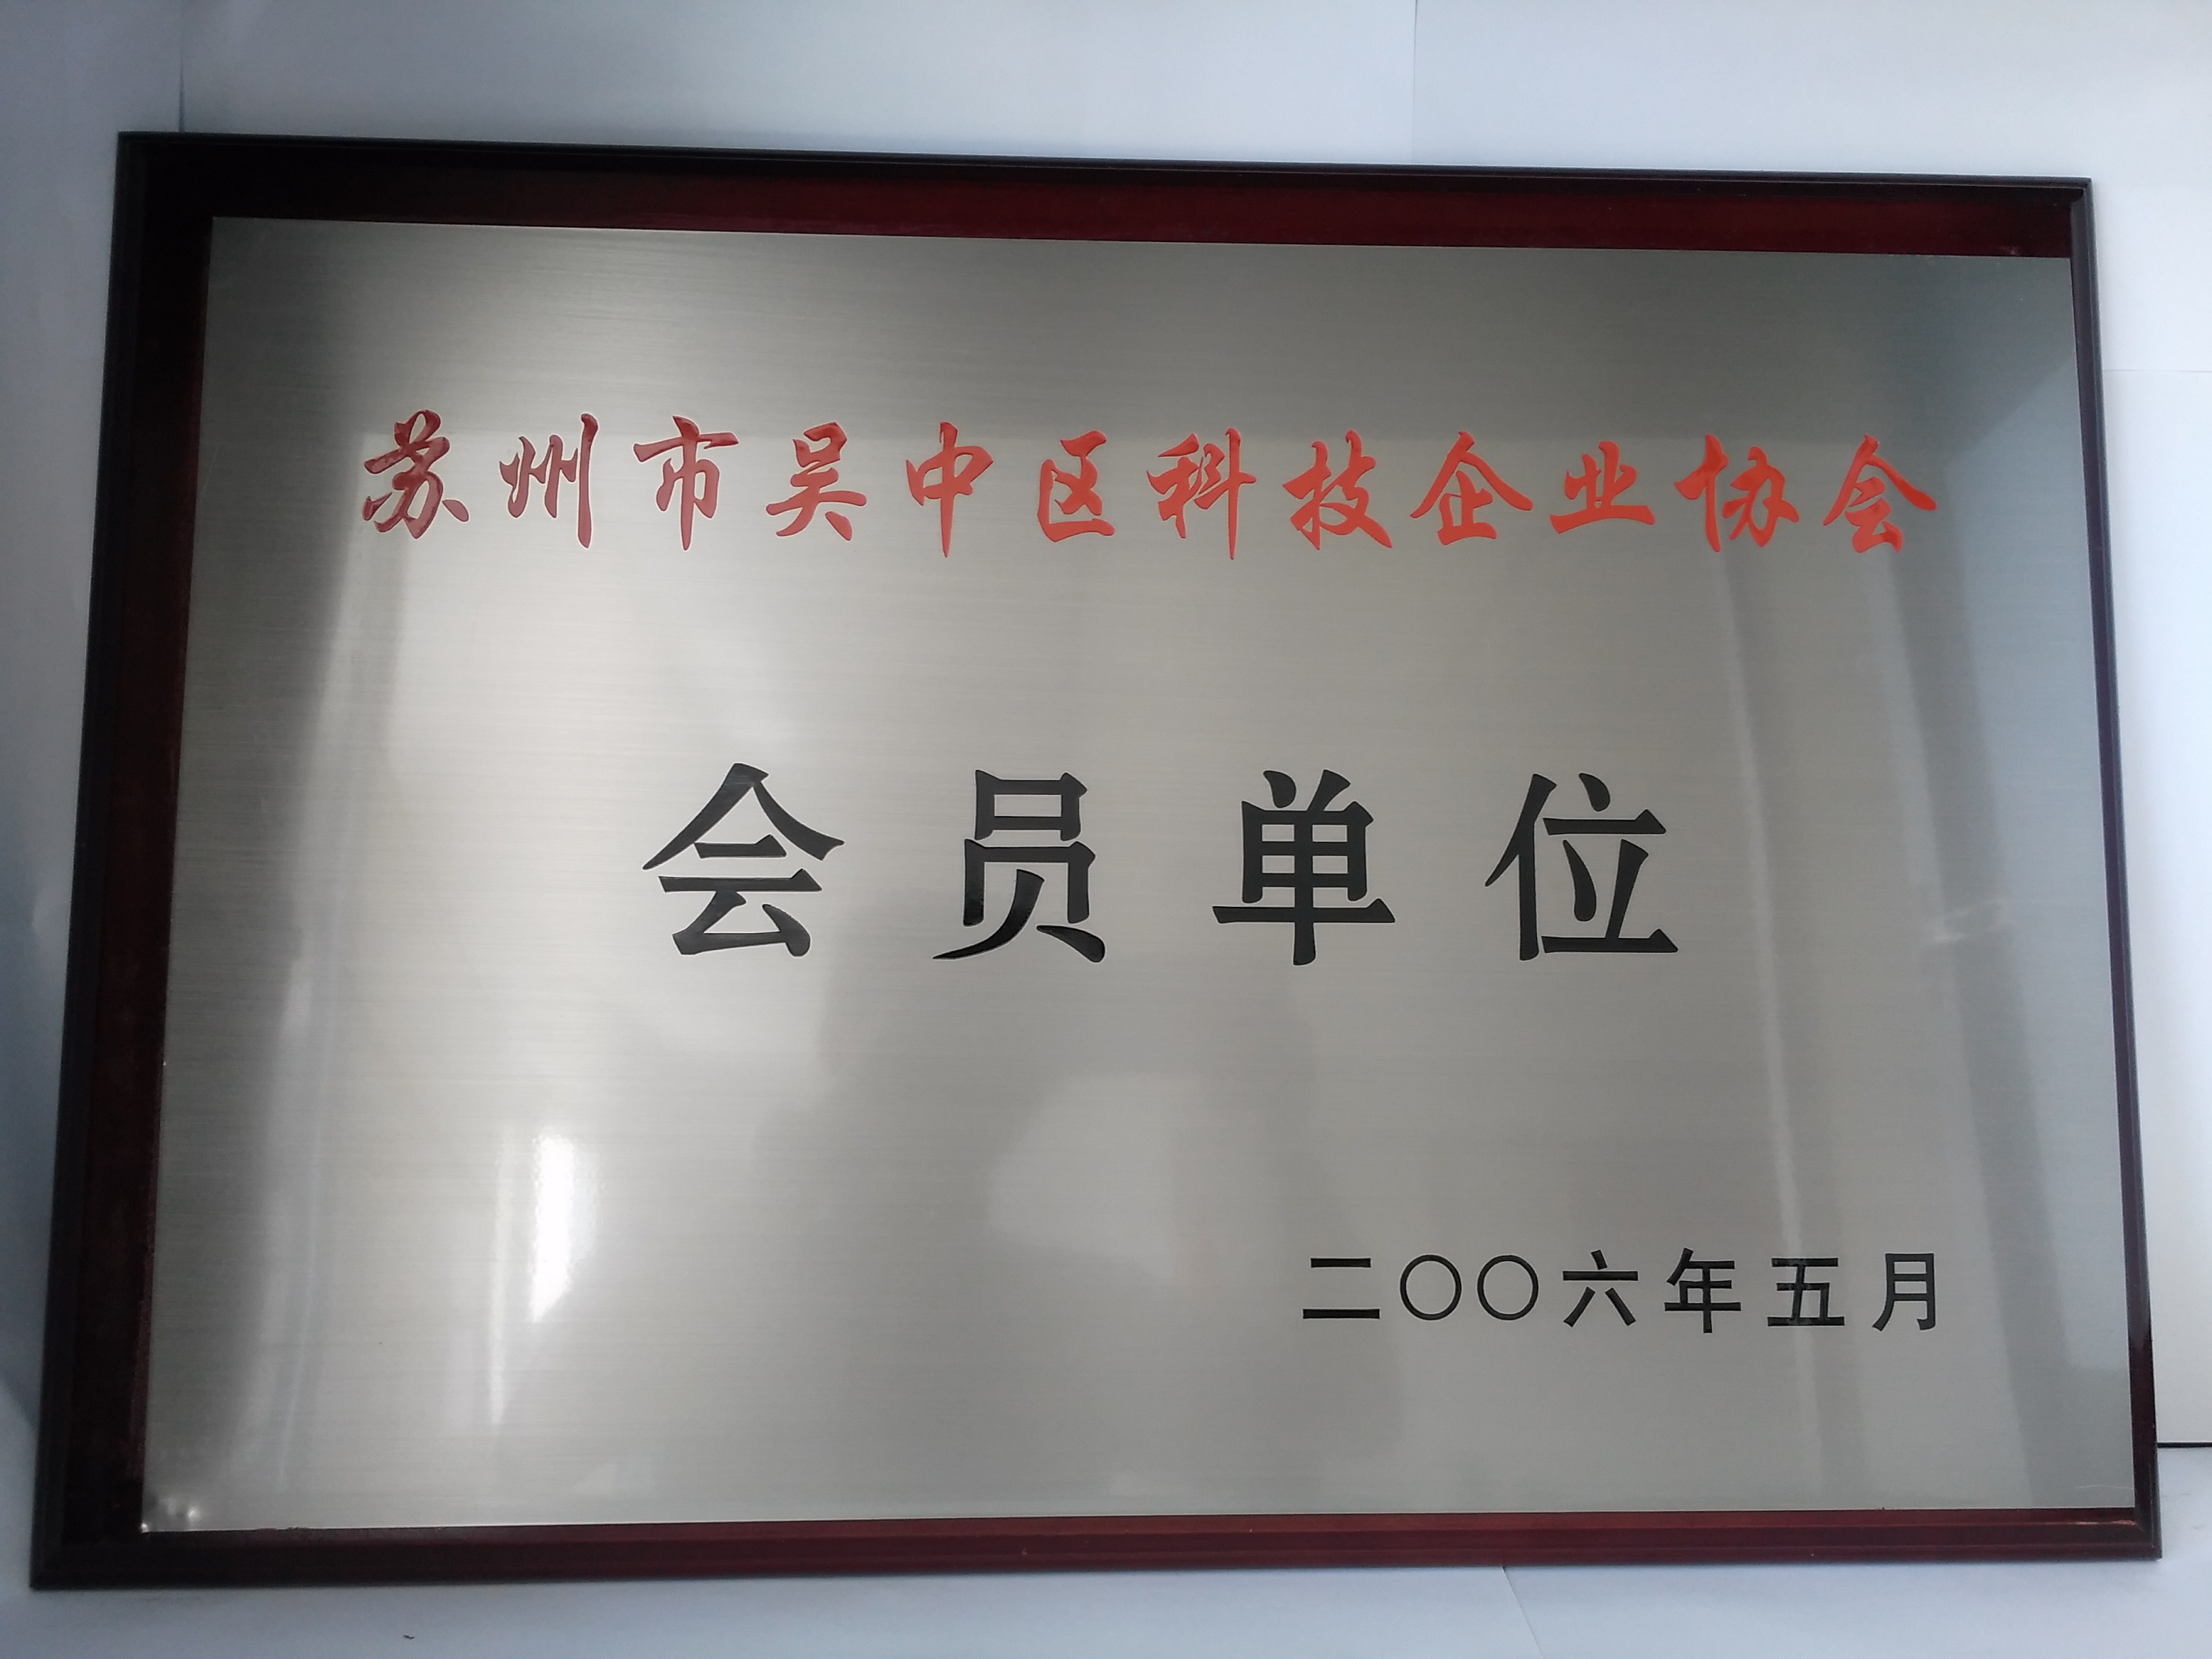 苏州市吴中区科技企业协会
会员单位
二〇〇六年五月